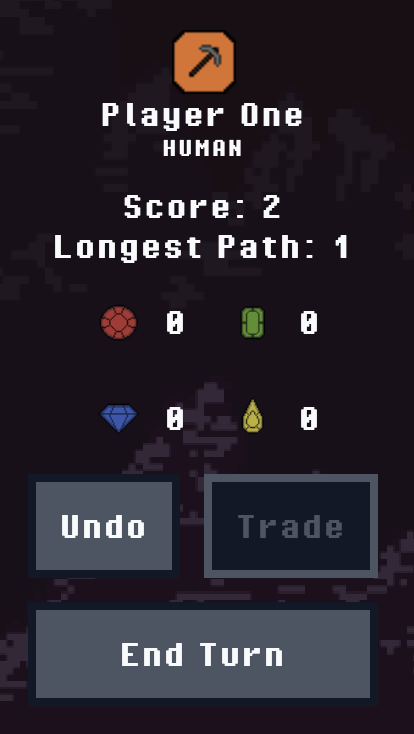 Player One
HUMAN
Score: 2
Longest Path: 1
0 0
0 0
Undo Trade
End Turn